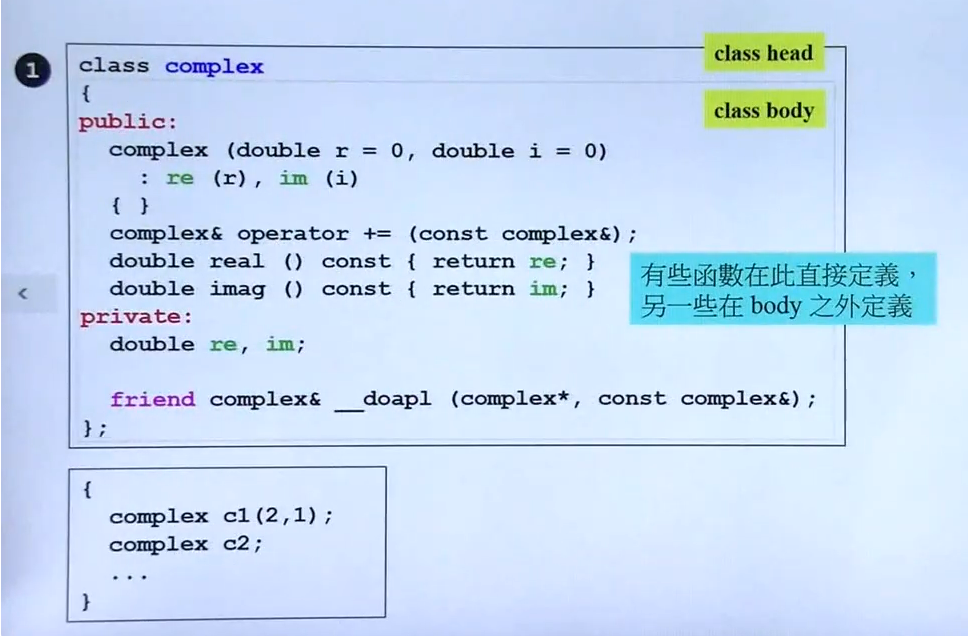 1
class complex
class head
{
class body
public:
complex (double r = 0, double i = 0)
: re (r), im (i)
{ }
complex& operator += (const complex&);
double real () const { return re; }
double imag () const { return im; }
有些函數在此直接定義，
另一些在 body 之外定義
private:
double re, im;
friend complex& __doapl (complex*, const complex&);
};
{
complex c1(2,1);
complex c2;
...
}